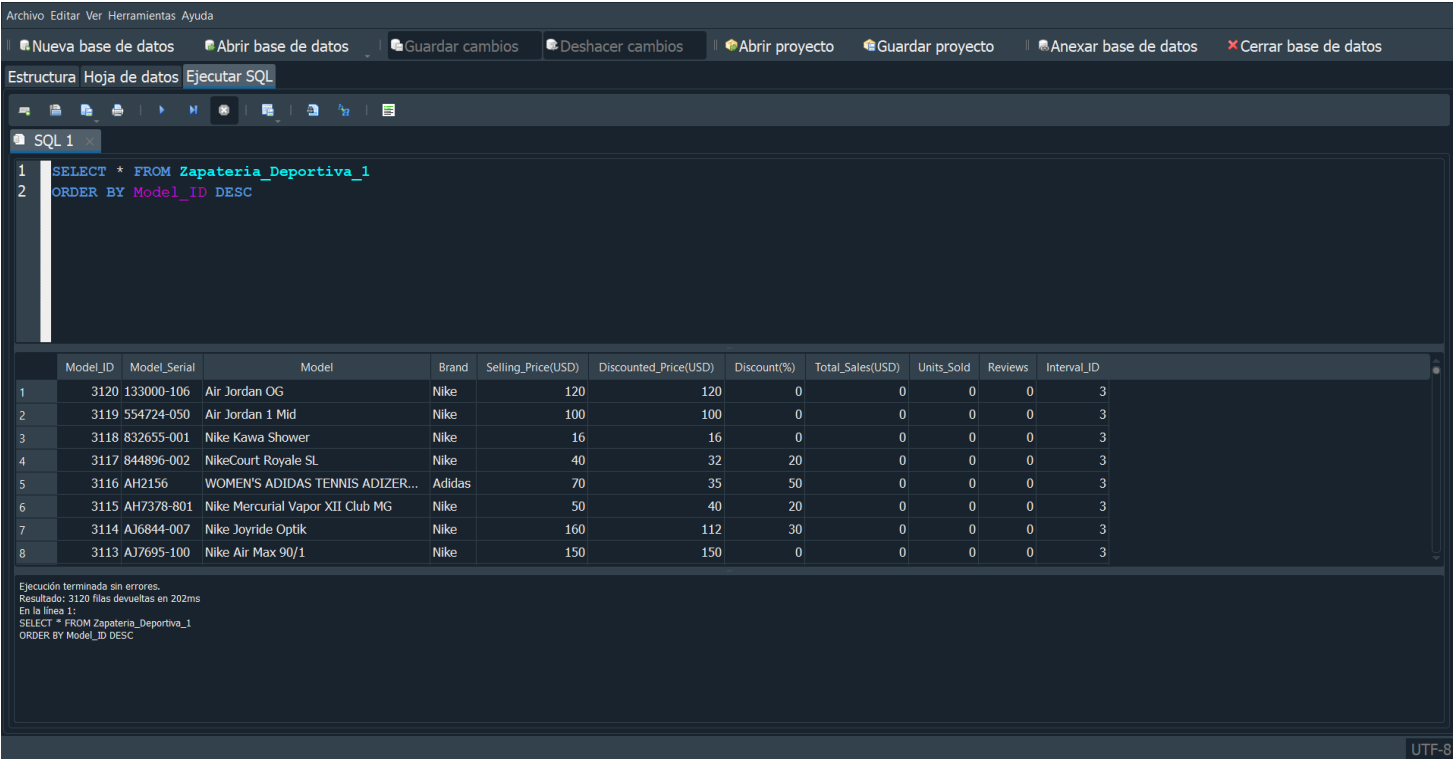 Archivo Editar Ver Herramientas Ayuda
Nueva base de datos Abrir base de datos Guardar cambios Deshacer cambios Abrir proyecto Guardar proyecto Anexar base de datos Cerrar base de datos
Estructura Hoja de datos Ejecutar SQL
SQL 1
1 SELECT * FROM Zapateria_Deportiva_1
2 ORDER BY Model_ID DESC
Model_ID Model_Serial Model Brand Selling_Price(USD) Discounted_Price(USD) Discount(%) Total_Sales(USD) Units_Sold Reviews Interval_ID
1 3120 133000-106 Air Jordan OG Nike 120 120 0 0 0 0 3
2 3119 554724-050 Air Jordan 1 Mid Nike 100 100 0 0 0 0 3
3 3118 832655-001 Nike Kawa Shower Nike 16 16 0 0 0 0 3
4 3117 844896-002 NikeCourt Royale SL Nike 40 32 20 0 0 0 3
5 3116 AH2156 WOMEN'S ADIDAS TENNIS ADIZER... Adidas 70 35 50 0 0 0 3
6 3115 AH7378-801 Nike Mercurial Vapor XII Club MG Nike 50 40 20 0 0 0 3
7 3114 AJ6844-007 Nike Joyride Optik Nike 160 112 30 0 0 0 3
8 3113 AJ7695-100 Nike Air Max 90/1 Nike 150 150 0 0 0 0 3
Ejecución terminada sin errores.
Resultado: 3120 filas devueltas en 202ms
En la línea 1:
SELECT * FROM Zapateria_Deportiva_1
ORDER BY Model_ID DESC
UTF-8